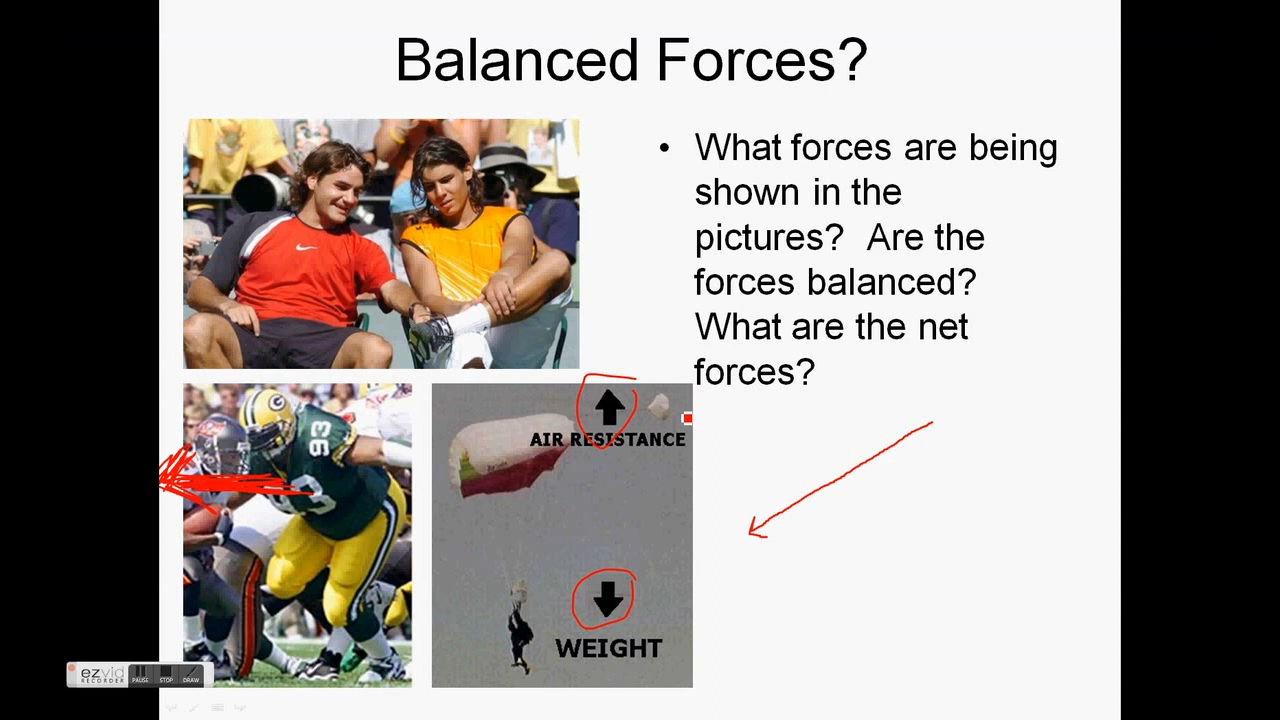 Balanced Forces?
• What forces are being
shown in the
pictures? Are the
forces balanced?
What are the net
forces?
93
G
93
AIR RESISTANCE
WEIGHT
ezvid
RECORDER
PAUSE STOP DRAW